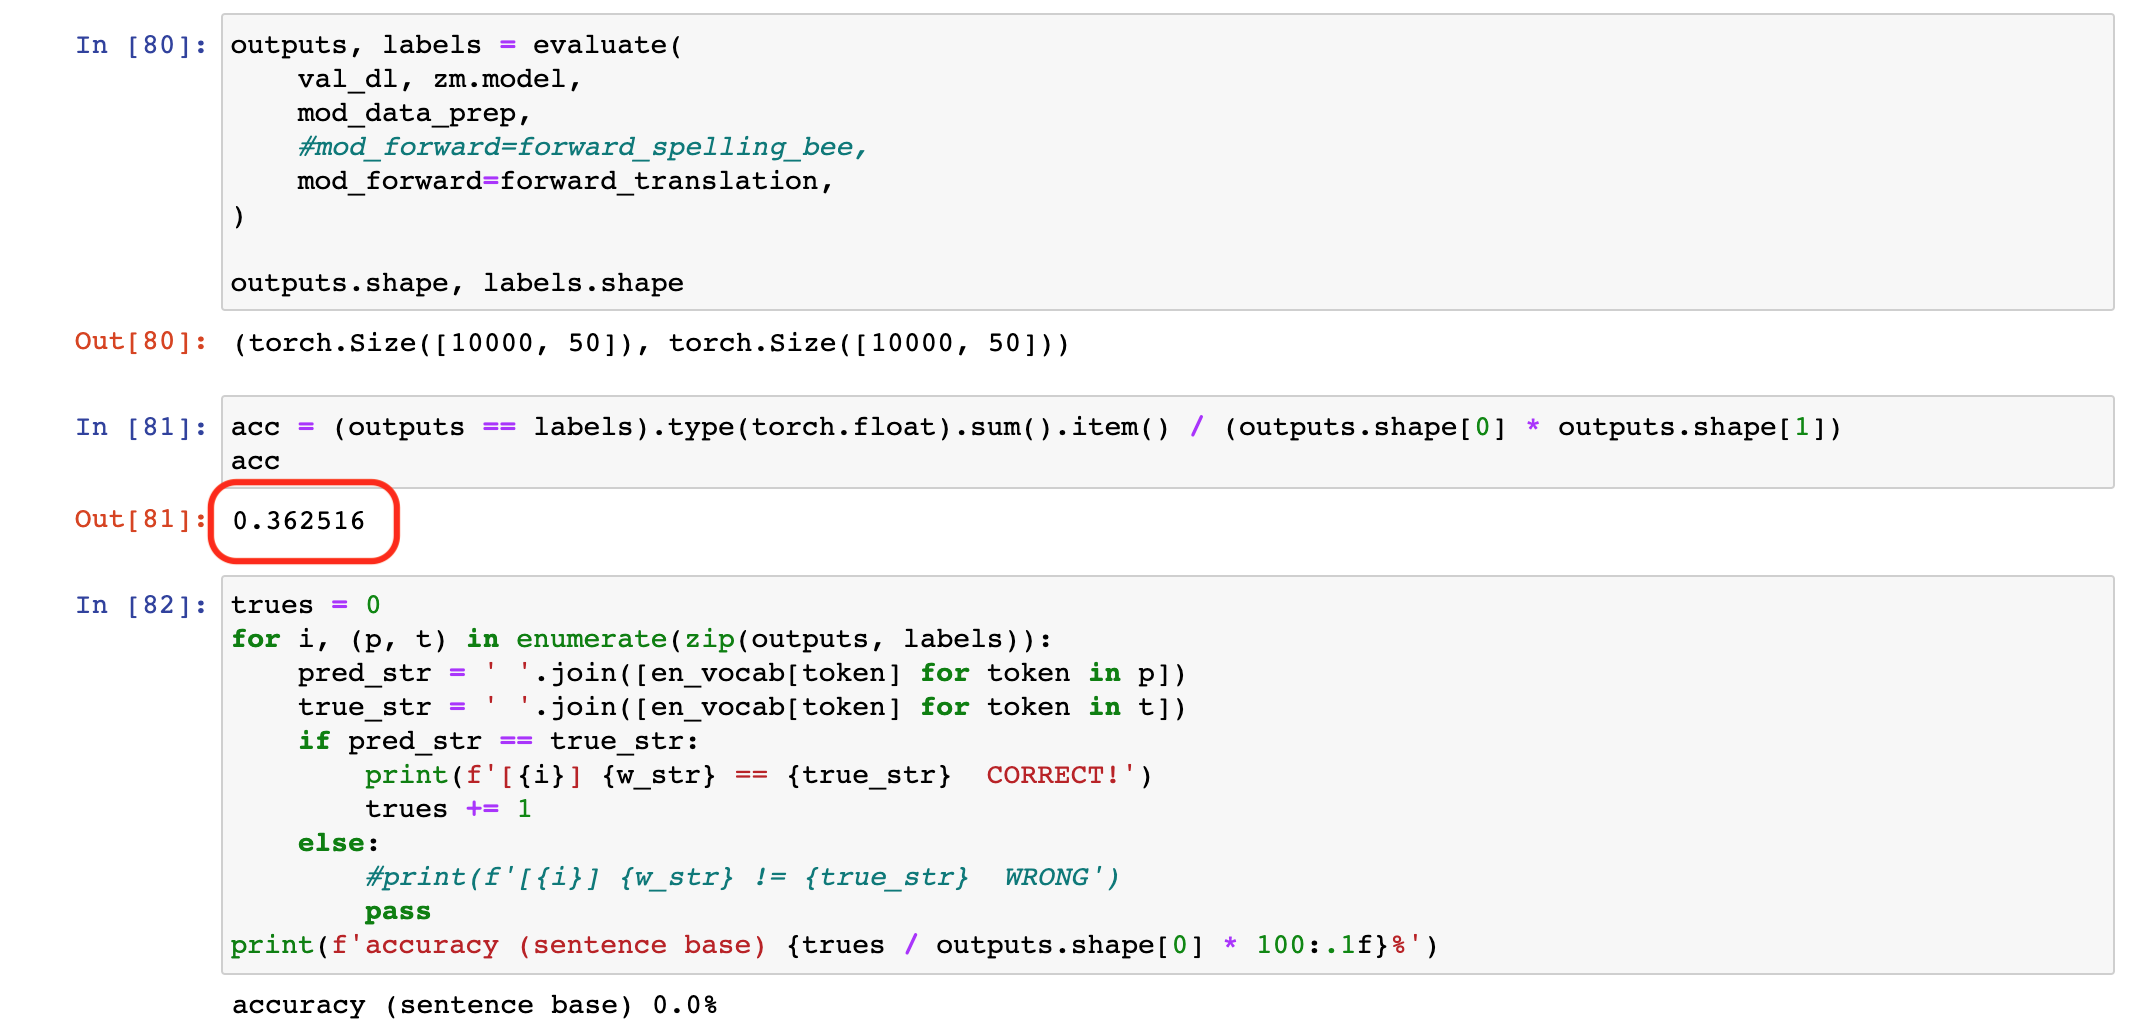 In [80]: outputs, labels = evaluate(
    val_dl, zm.model,
    mod_data_prep,
    #mod_forward=forward_spelling_bee,
    mod_forward=forward_translation,
)
outputs.shape, labels.shape
Out[80]: (torch.Size([10000, 50]), torch.Size([10000, 50]))
In [81]: acc = (outputs == labels).type(torch.float).sum().item() / (outputs.shape[0] * outputs.shape[1])
acc
Out[81]: 0.362516
In [82]: trues = 0
for i, (p, t) in enumerate(zip(outputs, labels)):
    pred_str = ' '.join([en_vocab[token] for token in p])
    true_str = ' '.join([en_vocab[token] for token in t])
    if pred_str == true_str:
        print(f'[{i}] {w_str} == {true_str}  CORRECT!')
        trues += 1
    else:
        #print(f'[{i}] {w_str} != {true_str}  WRONG')
        pass
print(f'accuracy (sentence base) {trues / outputs.shape[0] * 100:.1f}%')
accuracy (sentence base) 0.0%